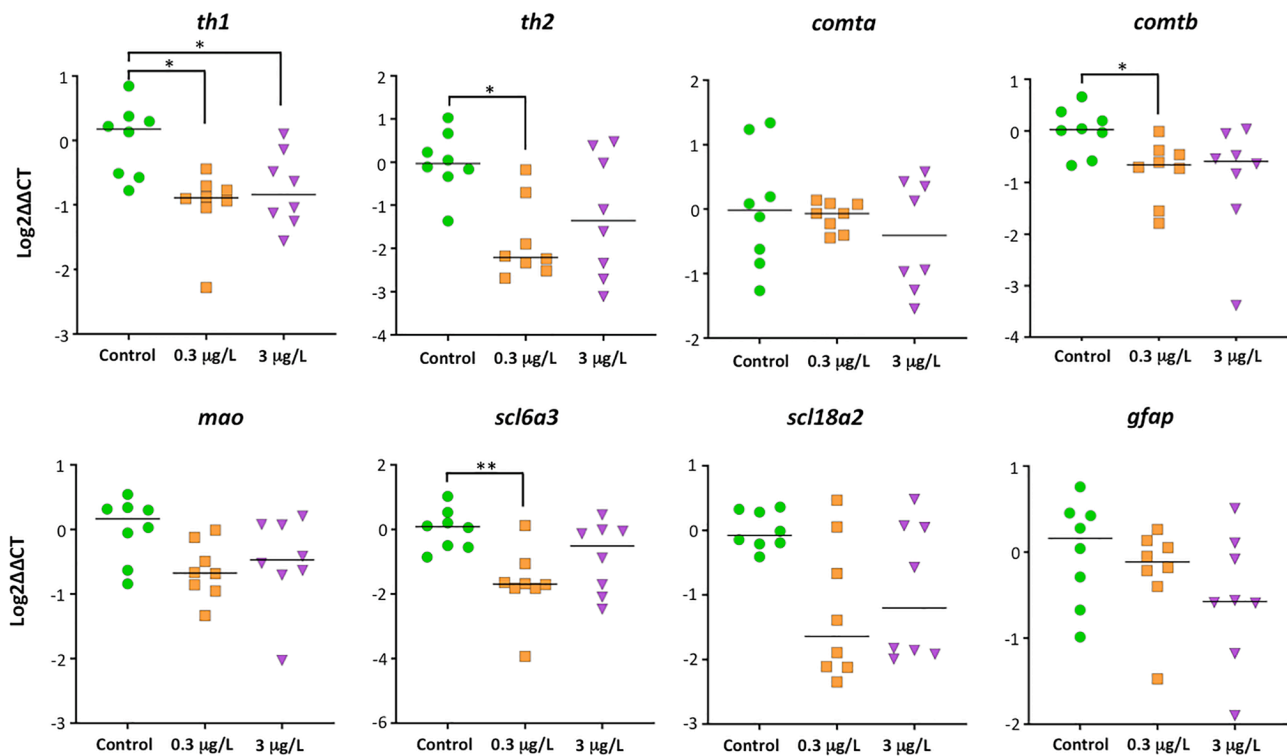 th1
th2
comta
comtb
*
*
*
*
Log2ΔΔCT
1
0
-1
-2
-3
Control
0.3 µg/L
3 µg/L
2
0
-2
-3
-4
Control
0.3 µg/L
3 µg/L
2
1
0
-1
-2
Control
0.3 µg/L
3 µg/L
1
0
-1
-2
-3
-4
Control
0.3 µg/L
3 µg/L
mao
scl6a3
scl18a2
gfap
**
Log2ΔΔCT
1
0
-1
-2
-3
Control
0.3 µg/L
3 µg/L
2
0
-2
-4
-6
Control
0.3 µg/L
3 µg/L
1
0
-1
-2
-3
Control
0.3 µg/L
3 µg/L
1
0
-1
-2
Control
0.3 µg/L
3 µg/L